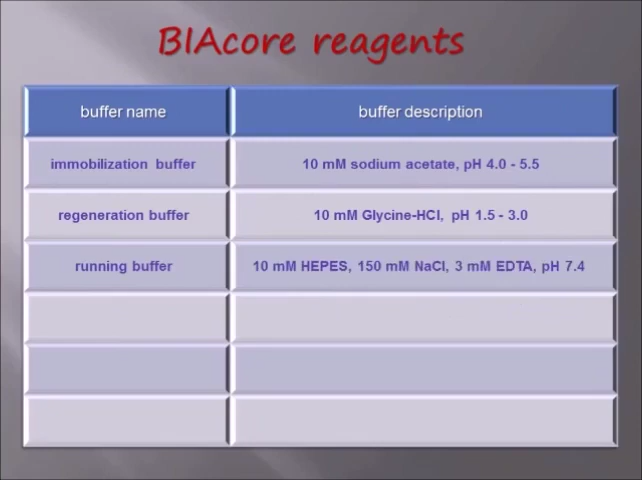 BIAcore reagents
buffer name buffer description
immobilization buffer 10 mM sodium acetate, pH 4.0 - 5.5
regeneration buffer 10 mM Glycine-HCl, pH 1.5 - 3.0
running buffer 10 mM HEPES, 150 mM NaCl, 3 mM EDTA, pH 7.4